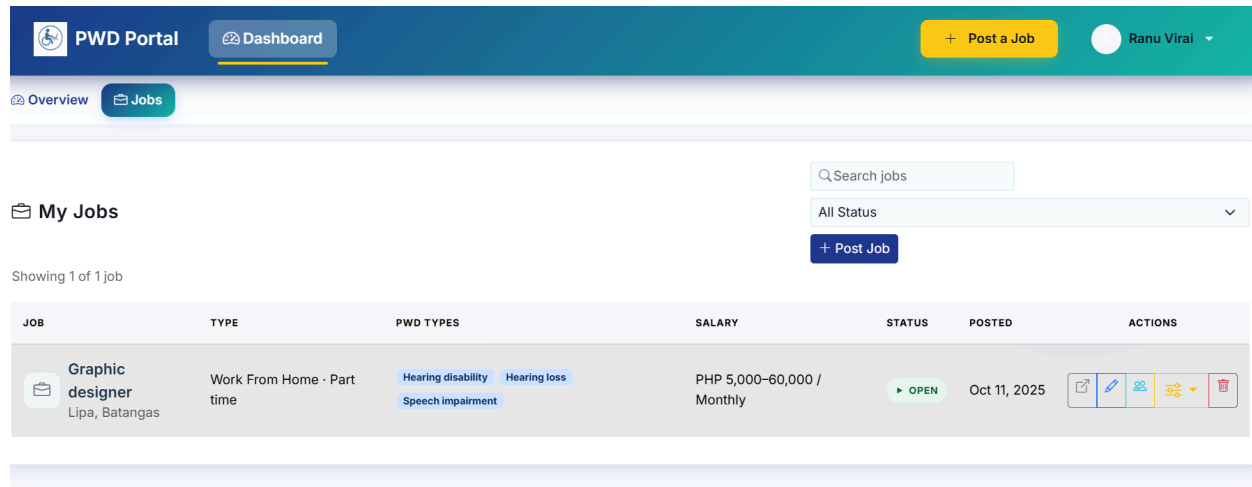 PWD Portal
Dashboard
+ Post a Job
Ranu Virai
Overview
Jobs
Search jobs
My Jobs
All Status
+ Post Job
Showing 1 of 1 job
JOB TYPE PWD TYPES SALARY STATUS POSTED ACTIONS
Graphic
designer
Lipa, Batangas
Work From Home · Part
time
Hearing disability Hearing loss
Speech impairment
PHP 5,000–60,000 /
Monthly
OPEN
Oct 11, 2025